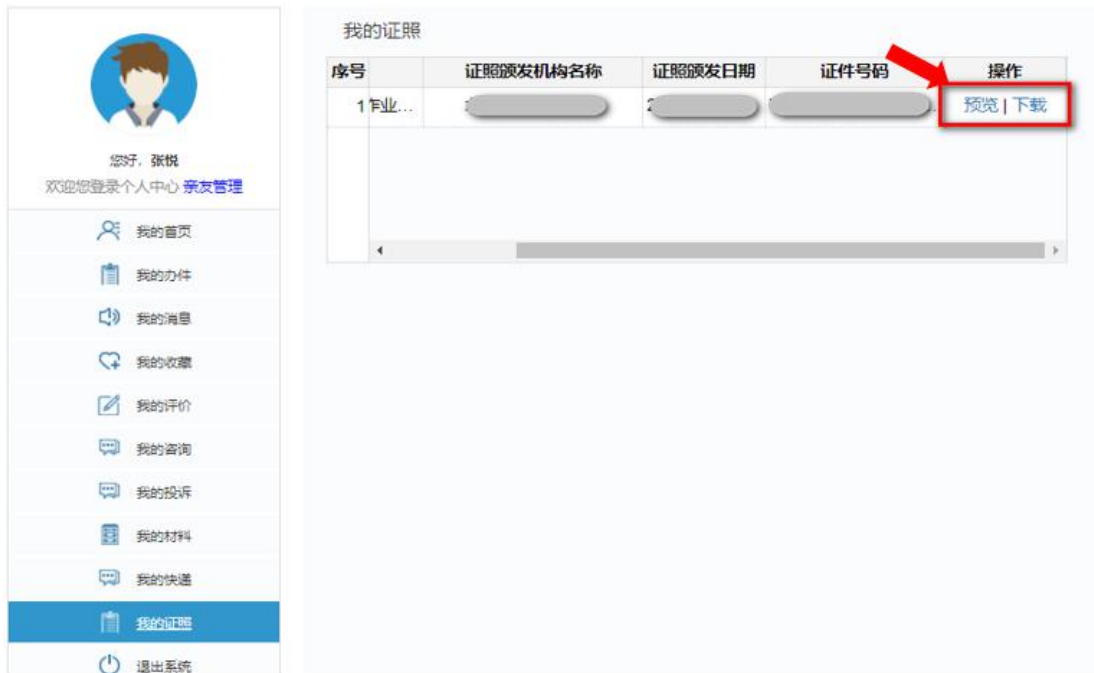 我的证照
序号 证照颁发机构名称 证照颁发日期 证件号码 操作
1 作业... 预览 | 下载
您好，张悦
欢迎您登录个人中心 亲友管理
我的首页
我的办件
我的消息
我的收藏
我的评价
我的咨询
我的投诉
我的材料
我的快递
我的证照
退出系统